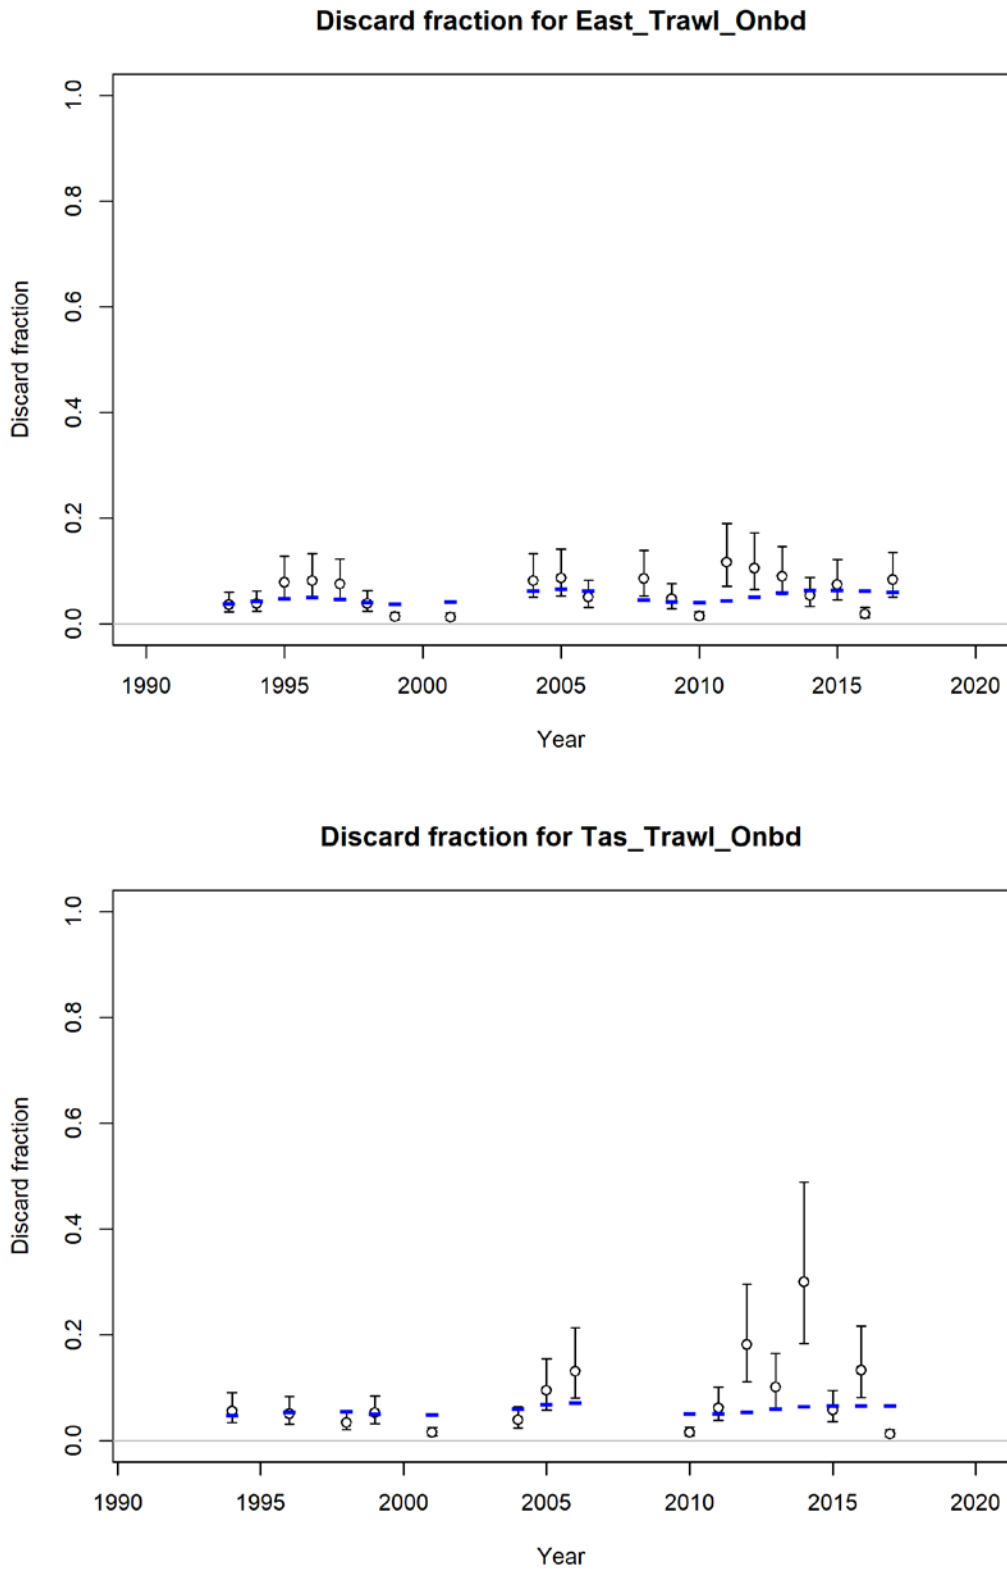 Discard fraction for East_Trawl_Onbd
1.0
0.8
0.6
0.4
0.2
0.0
Discard fraction
1990 1995 2000 2005 2010 2015 2020
Year
Discard fraction for Tas_Trawl_Onbd
1.0
0.8
0.6
0.4
0.2
0.0
Discard fraction
1990 1995 2000 2005 2010 2015 2020
Year